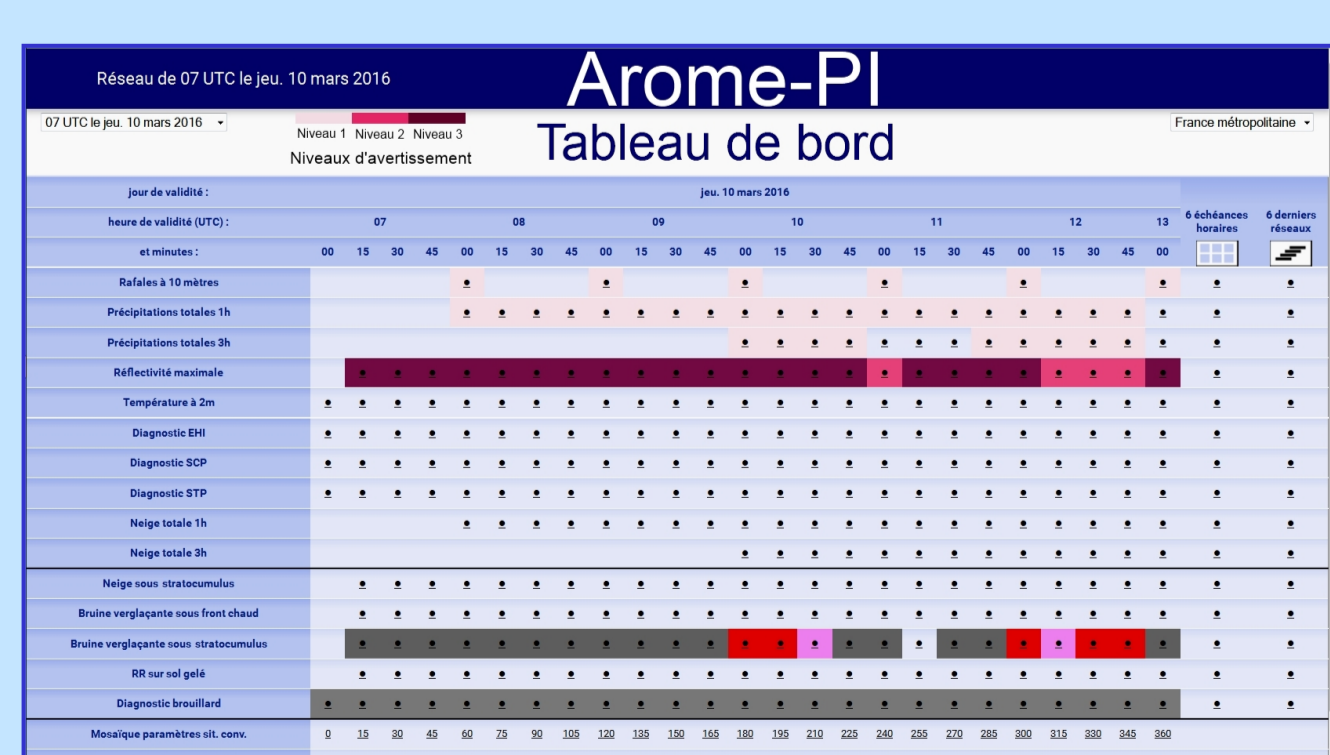 Réseau de 07 UTC le jeu. 10 mars 2016
Arome-PI
07 UTC le jeu. 10 mars 2016
Niveau 1 Niveau 2 Niveau 3
Niveaux d'avertissement
Tableau de bord
France métropolitaine
jour de validité :
jeu. 10 mars 2016
heure de validité (UTC) :
07 08 09 10 11 12 13
6 échéances horaires
6 derniers réseaux
et minutes :
00 15 30 45 00 15 30 45 00 15 30 45 00 15 30 45 00 15 30 45 00 15 30 45 00
Rafales à 10 mètres
Précipitations totales 1h
Précipitations totales 3h
Réflectivité maximale
Température à 2m
Diagnostic EHI
Diagnostic SCP
Diagnostic STP
Neige totale 1h
Neige totale 3h
Neige sous stratocumulus
Bruine verglaçante sous front chaud
Bruine verglaçante sous stratocumulus
RR sur sol gelé
Diagnostic brouillard
Mosaïque paramètres sit. conv.
0 15 30 45 60 75 90 105 120 135 150 165 180 195 210 225 240 255 270 285 300 315 330 345 360